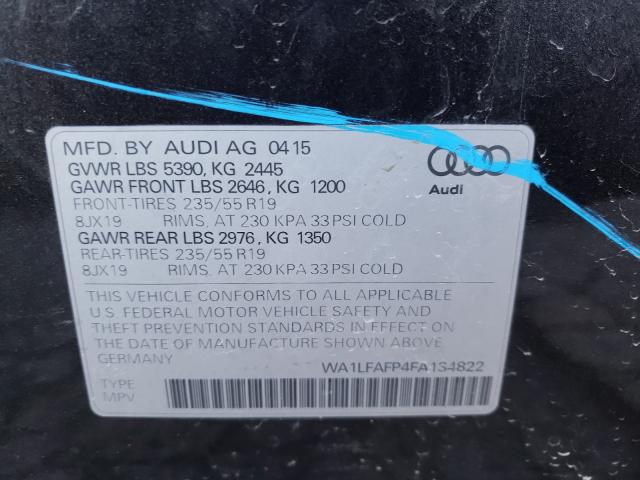 MFD. BY AUDI AG 04 15
GVWR LBS 5390, KG 2445
GAWR FRONT LBS 2646, KG 1200
FRONT-TIRES 235/55 R19
8JX19 RIMS, AT 230 KPA 33 PSI COLD
GAWR REAR LBS 2976, KG 1350
REAR-TIRES 235/55 R19
8JX19 RIMS, AT 230 KPA 33 PSI COLD
Audi
THIS VEHICLE CONFORMS TO ALL APPLICABLE
U.S. FEDERAL MOTOR VEHICLE SAFETY AND
THEFT PREVENTION STANDARDS IN EFFECT ON
THE DATE OF MANUFACTURE SHOWN ABOVE.
GERMANY
WA1LFAFP4FA134822
TYPE
MPV